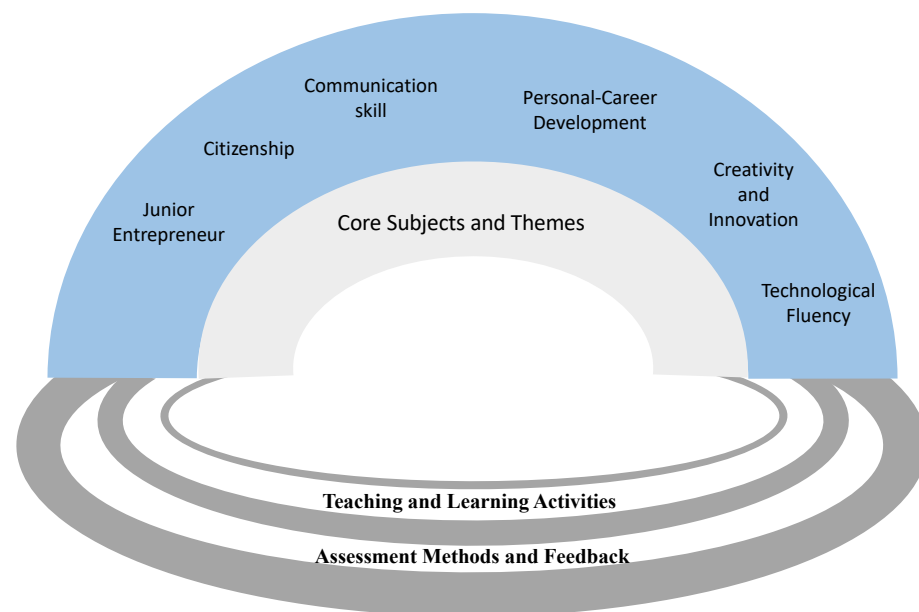 Communication
skill
Personal-Career
Development
Citizenship
Creativity
and
Innovation
Junior
Entrepreneur
Core Subjects and Themes
Technological
Fluency
Teaching and Learning Activities
Assessment Methods and Feedback